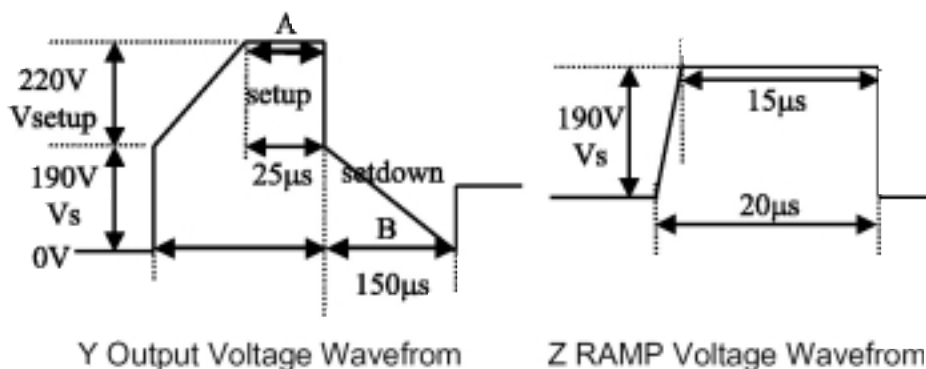 A
220V
Vsetup
setup
25μs
setdown
190V
Vs
0V
B
150μs
Y Output Voltage Wavefrom
190V
Vs
15μs
20μs
Z RAMP Voltage Wavefrom